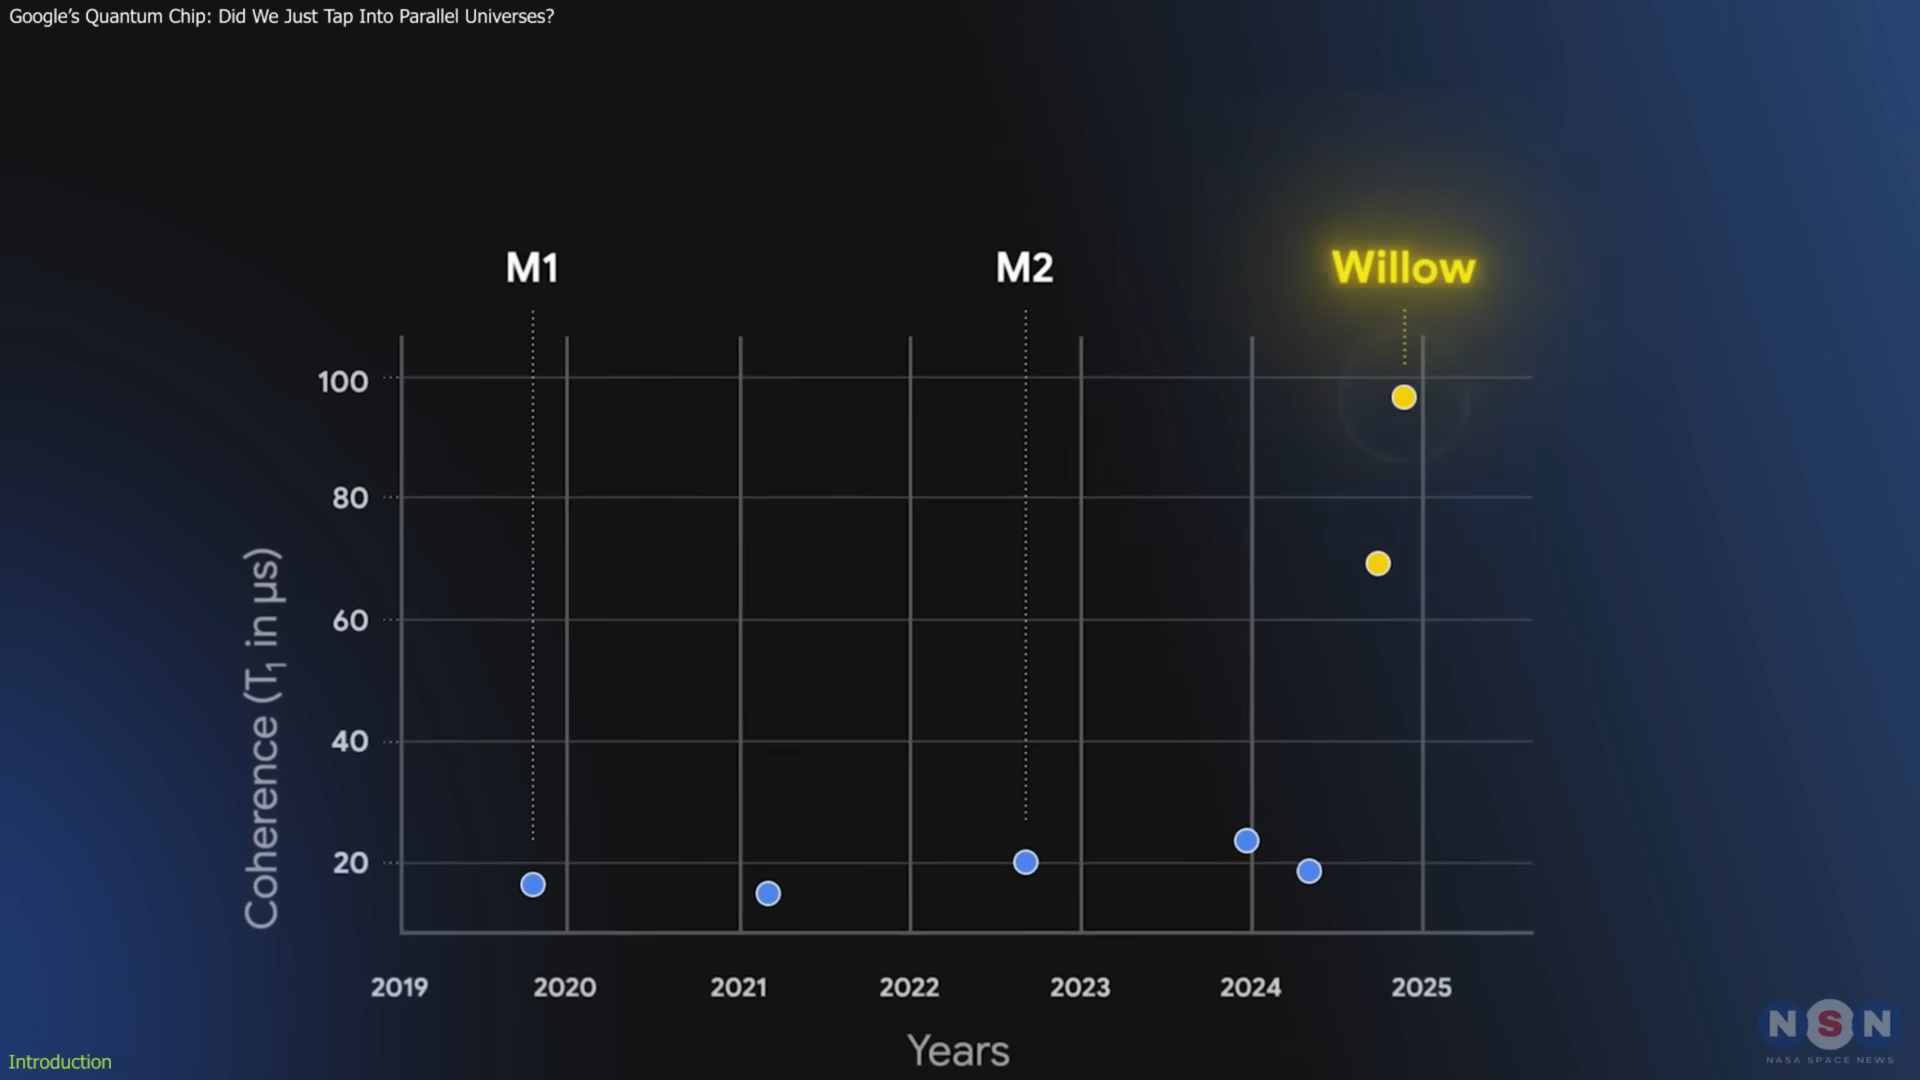 Google’s Quantum Chip: Did We Just Tap Into Parallel Universes?
M1 M2 Willow
100
80
60
40
20
Coherence (T₁ in μs)
2019 2020 2021 2022 2023 2024 2025
Years
Introduction
NSN
NASA SPACE NEWS